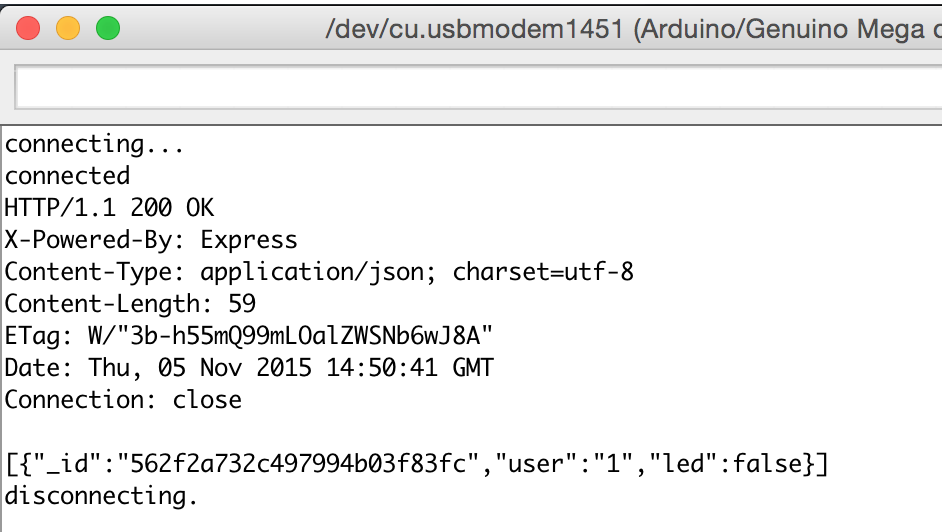 /dev/cu.usbmodem1451 (Arduino/Genuino Mega
connecting...
connected
HTTP/1.1 200 OK
X-Powered-By: Express
Content-Type: application/json; charset=utf-8
Content-Length: 59
ETag: W/"3b-h55mQ99mLOalZWSNb6wJ8A"
Date: Thu, 05 Nov 2015 14:50:41 GMT
Connection: close
[{"_id":"562f2a732c497994b03f83fc","user":"1","led":false}]
disconnecting.